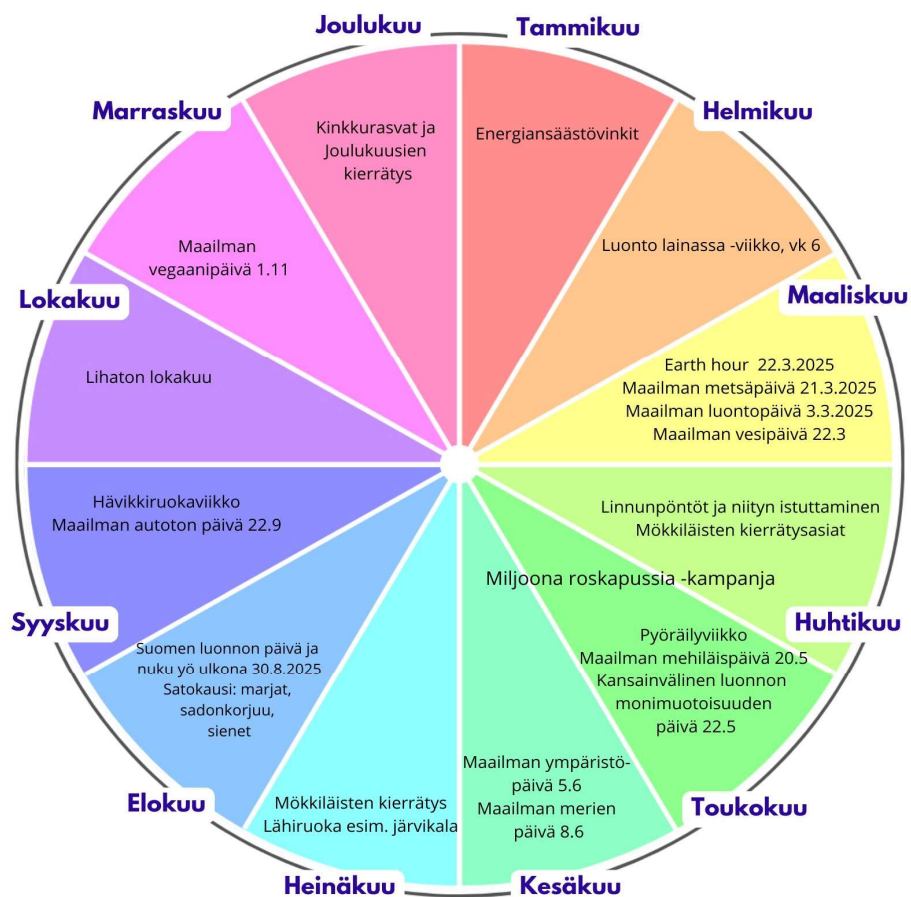 Tammikuu
Energiansäästövinkit
Helmikuu
Luonto lainassa -viikko, vk 6
Maaliskuu
Earth hour 22.3.2025
Maailman metsäpäivä 21.3.2025
Maailman luontopäivä 3.3.2025
Maailman vesipäivä 22.3
Huhtikuu
Linnunpöntöt ja niityn istuttaminen
Mökkiläisten kierrätysasiat
Miljoona roskapussia -kampanja
Toukokuu
Pyöräilyviikko
Maailman mehiläispäivä 20.5
Kansainvälinen luonnon
monimuotoisuuden
päivä 22.5
Kesäkuu
Maailman ympäristö-
päivä 5.6
Maailman merien
päivä 8.6
Heinäkuu
Mökkiläisten kierrätys
Lähiruoka esim. järvikala
Elokuu
Suomen luonnon päivä ja
nuku yö ulkona 30.8.2025
Satokausi: marjat,
sadonkorjuu,
sienet
Syyskuu
Hävikkiruokaviikko
Maailman autoton päivä 22.9
Lokakuu
Lihaton lokakuu
Marraskuu
Maailman
vegaanipäivä 1.11
Joulukuu
Kinkkurasvat ja
Joulukuusien
kierrätys